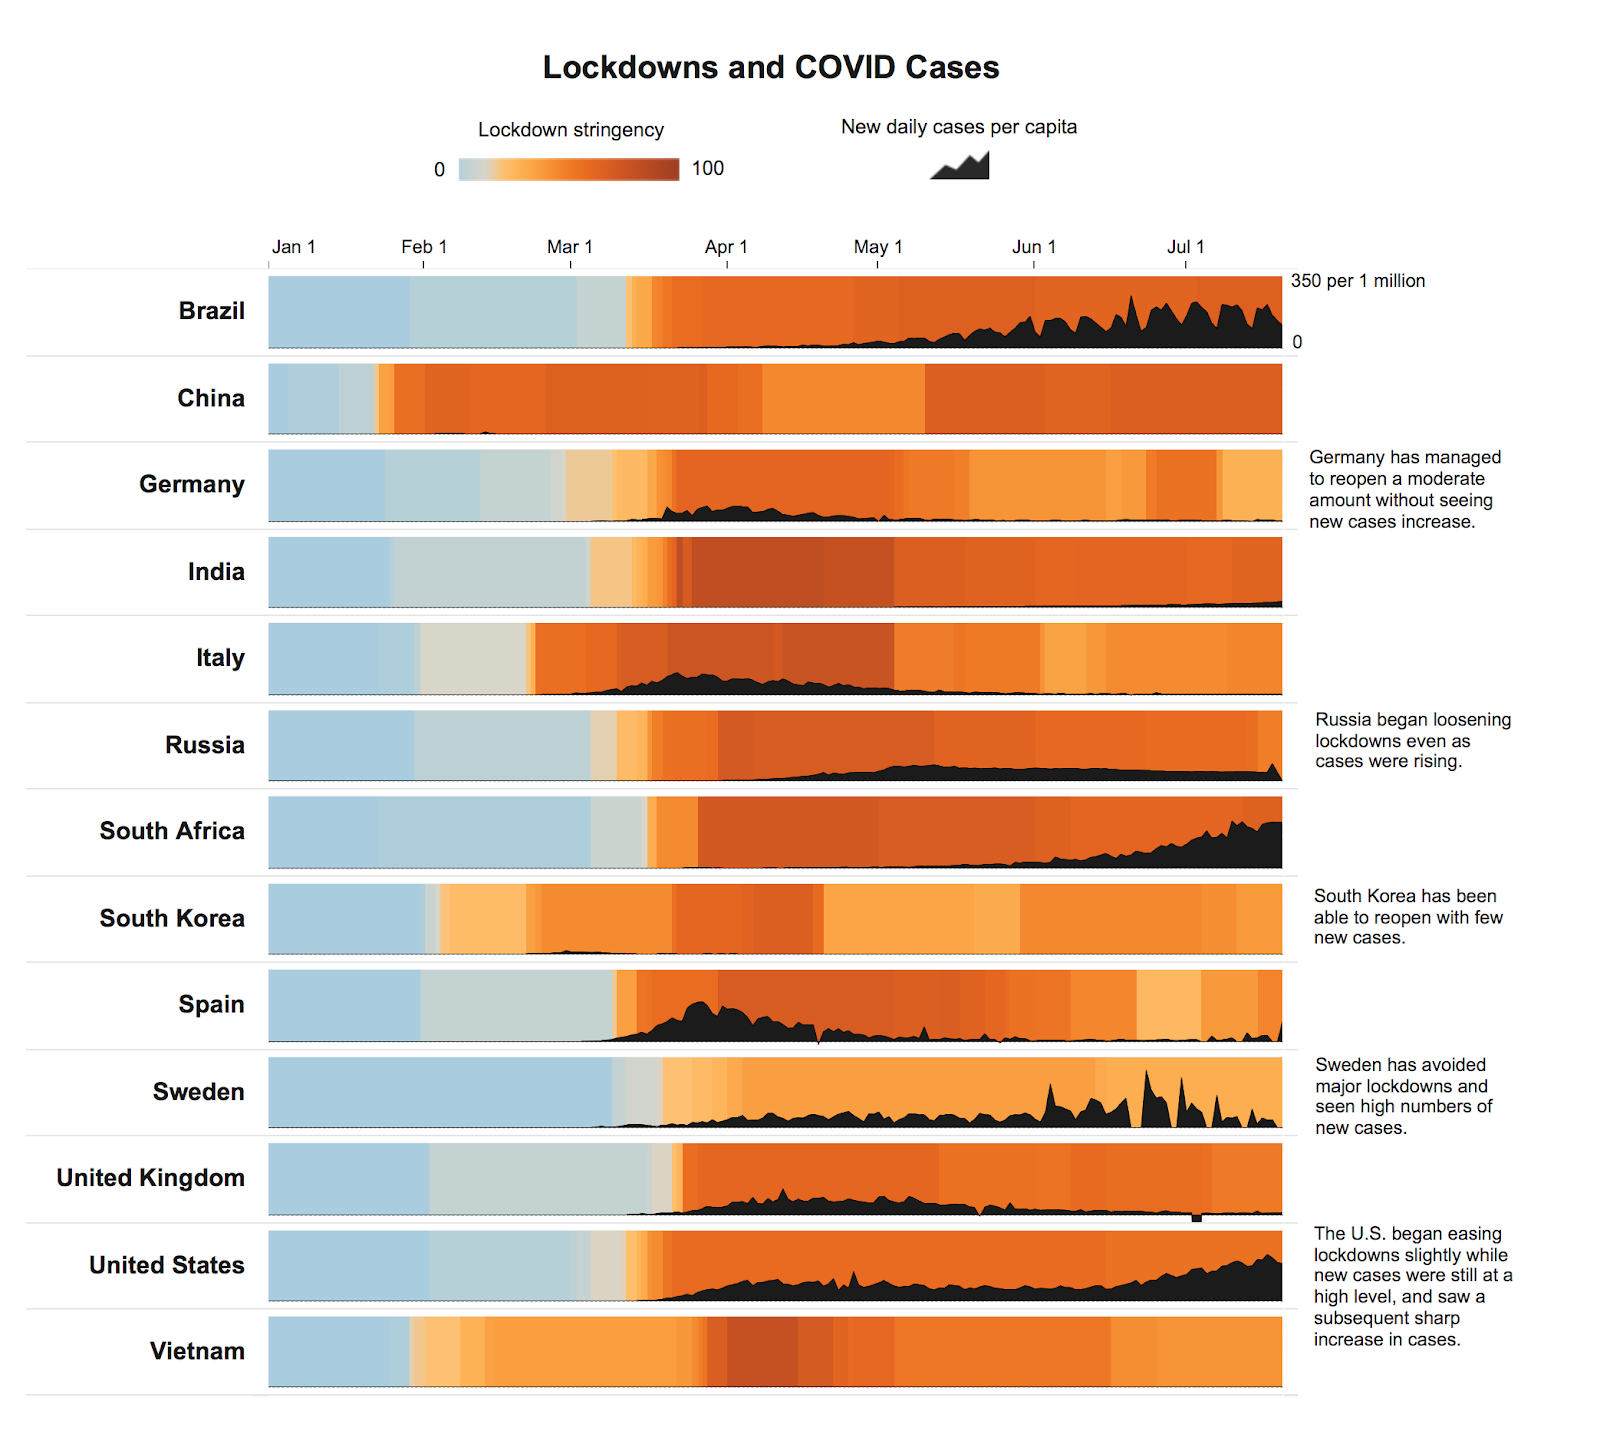 Lockdowns and COVID Cases
Lockdown stringency
New daily cases per capita
0
100
Jan 1 Feb 1 Mar 1 Apr 1 May 1 Jun 1 Jul 1
Brazil
350 per 1 million
0
China
Germany
Germany has managed
to reopen a moderate
amount without seeing
new cases increase.
India
Italy
Russia
Russia began loosening
lockdowns even as
cases were rising.
South Africa
South Korea
South Korea has been
able to reopen with few
new cases.
Spain
Sweden
Sweden has avoided
major lockdowns and
seen high numbers of
new cases.
United Kingdom
United States
The U.S. began easing
lockdowns slightly while
new cases were still at a
high level, and saw a
subsequent sharp
increase in cases.
Vietnam